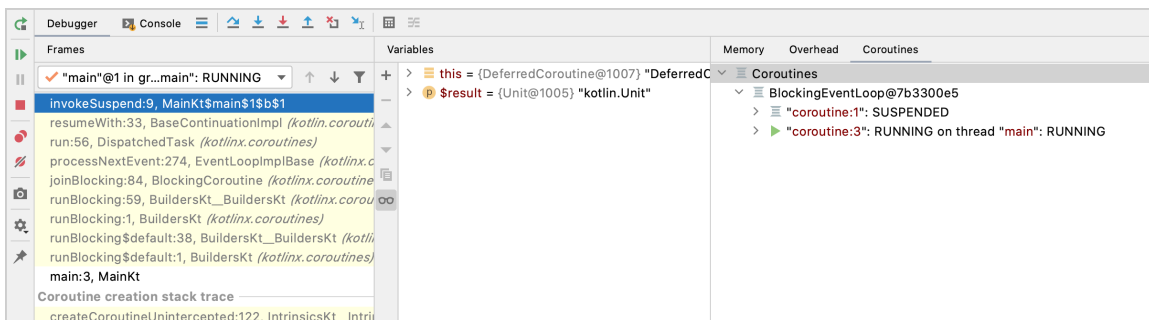 Debugger
Console
Frames
Variables
Memory
Overhead
Coroutines
"main"@1 in gr...main": RUNNING
invokeSuspend:9, MainKt$main$1$b$1
resumeWith:33, BaseContinuationImpl (kotlin.corouti
run:56, DispatchedTask (kotlinx.coroutines)
processNextEvent:274, EventLoopImplBase (kotlinx.c
joinBlocking:84, BlockingCoroutine (kotlinx.coroutine
runBlocking:59, BuildersKt__BuildersKt (kotlinx.corou
runBlocking:1, BuildersKt (kotlinx.coroutines)
runBlocking$default:38, BuildersKt__BuildersKt (kotli
runBlocking$default:1, BuildersKt (kotlinx.coroutines)
main:3, MainKt
Coroutine creation stack trace
createCoroutineUnintercepted:122, IntrinsicsKt__Intri
this = {DeferredCoroutine@1007} "DeferredC
$result = {Unit@1005} "kotlin.Unit"
Coroutines
BlockingEventLoop@7b3300e5
"coroutine:1": SUSPENDED
"coroutine:3": RUNNING on thread "main": RUNNING